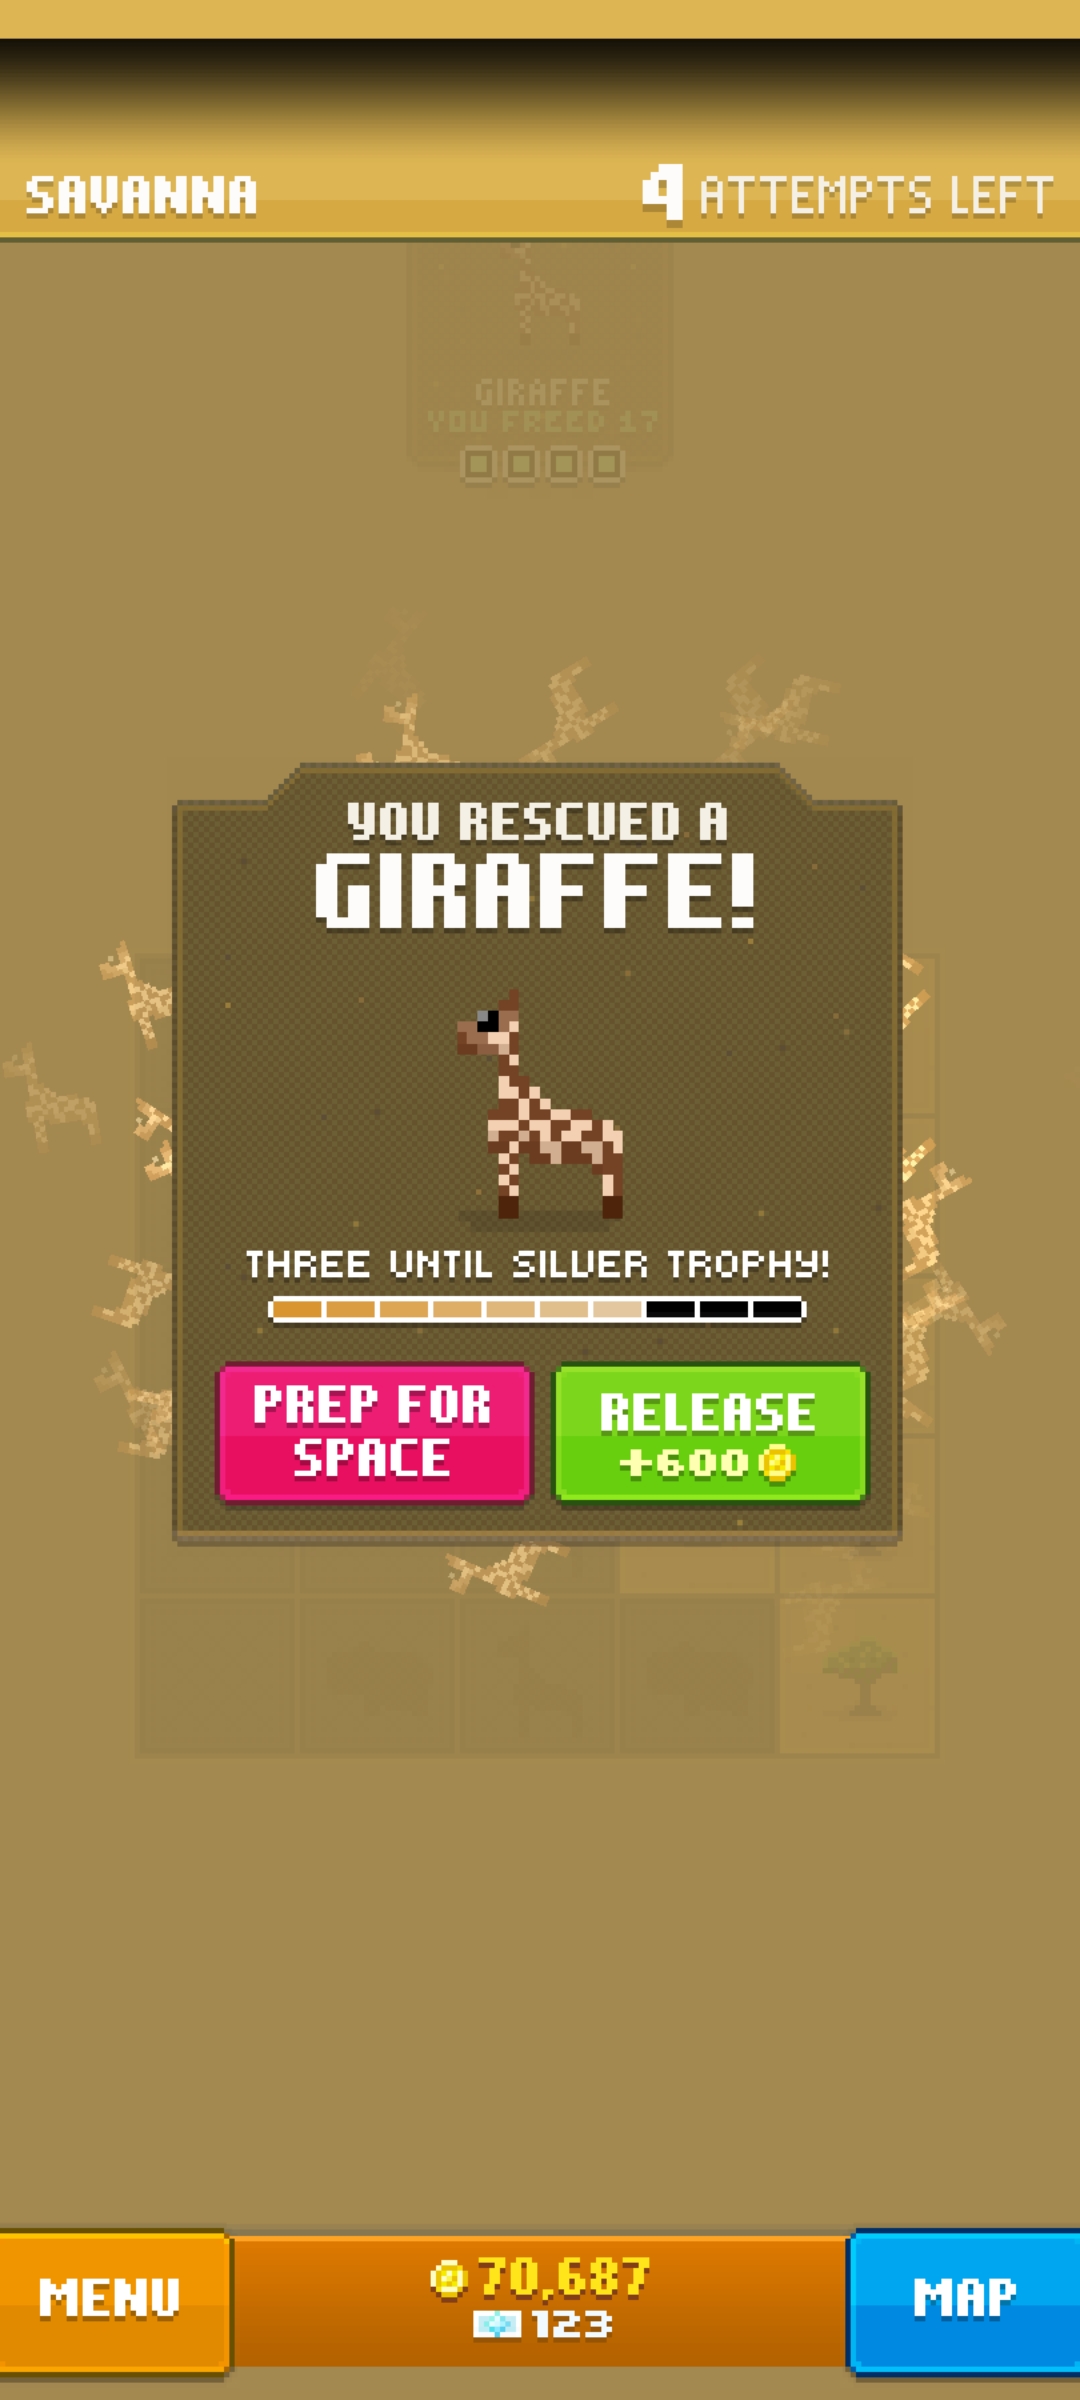 SAVANNA
9 ATTEMPTS LEFT
GIRAFFE
YOU FREED 17
YOU RESCUED A
GIRAFFE!
THREE UNTIL SILVER TROPHY!
PREP FOR
SPACE
RELEASE
+600
MENU
70,687
123
MAP